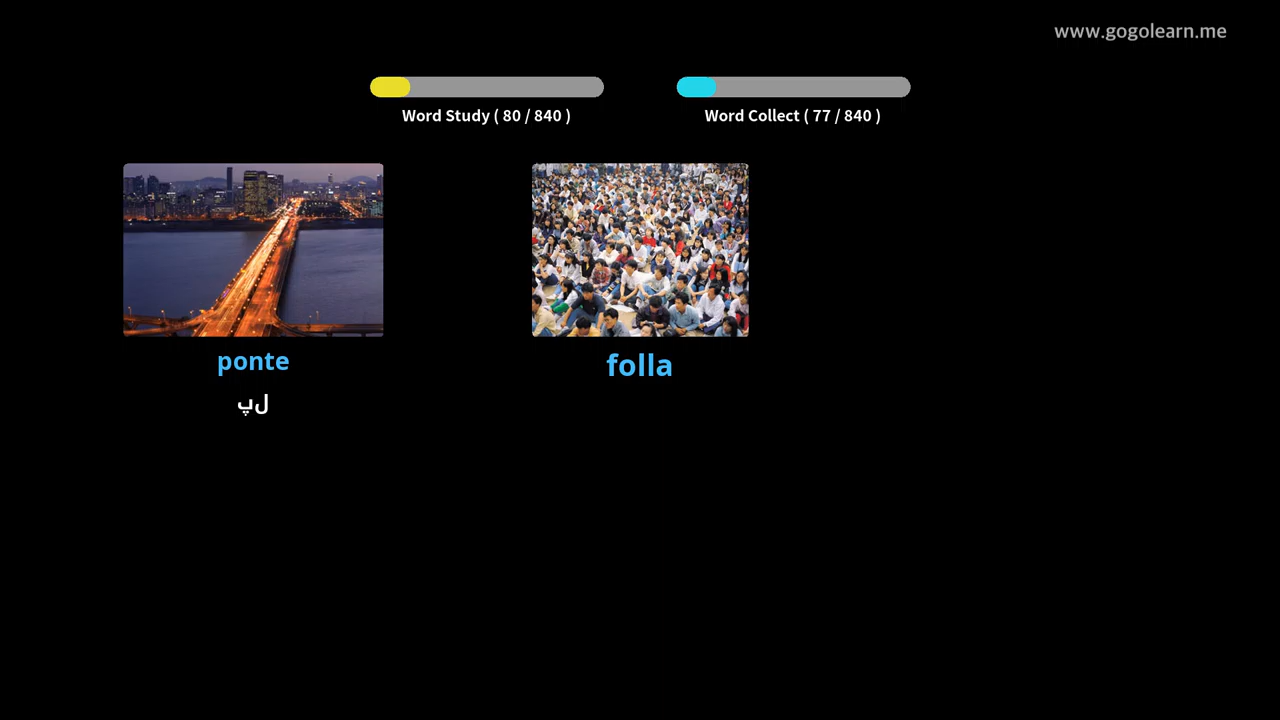 www.gogolearn.me
Word Study ( 80 / 840 )
Word Collect ( 77 / 840 )
ponte
folla
پل